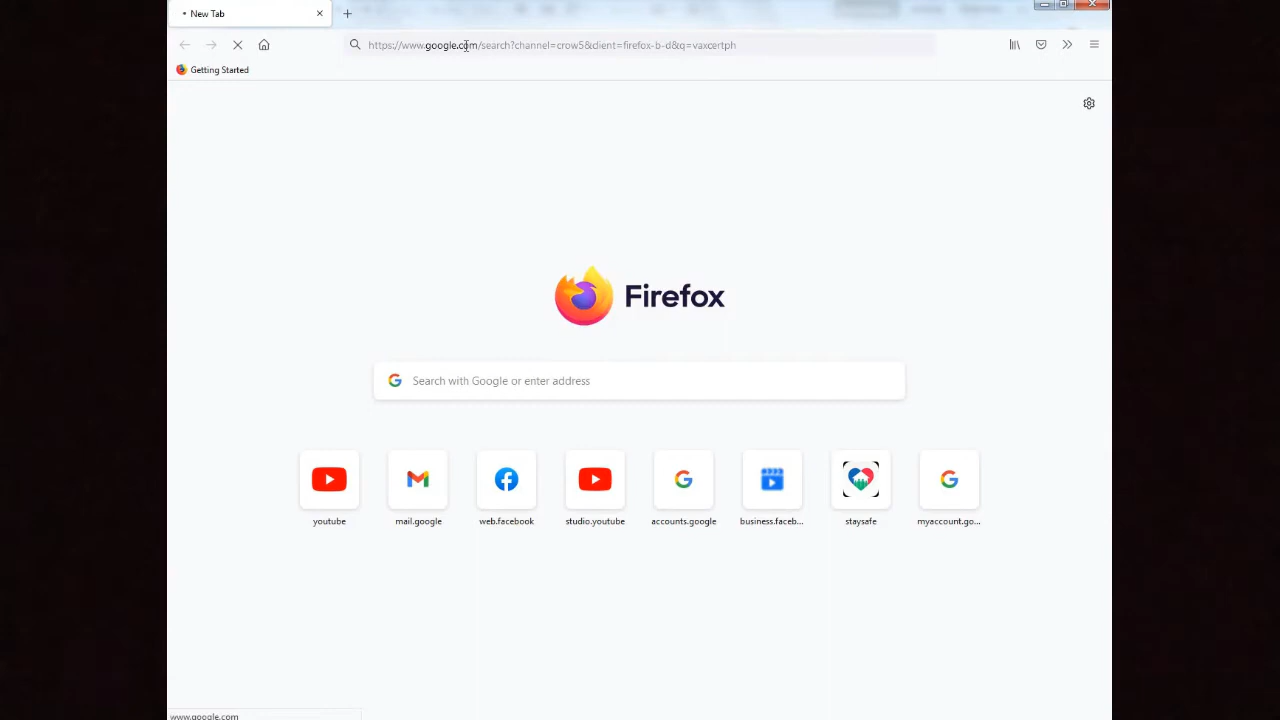 New Tab
https://www.google.com/search?channel=crow5&client=firefox-b-d&q=vaxcertph
Getting Started
Firefox
Search with Google or enter address
youtube
mail.google
web.facebook
studio.youtube
accounts.google
business.faceb...
staysafe
myaccount.go...
www.google.com